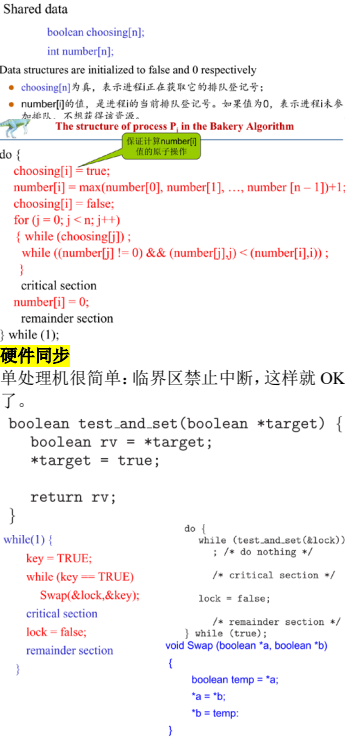 Shared data
boolean choosing[n];
int number[n];
Data structures are initialized to false and 0 respectively
choosing[n]为真，表示进程i正在获取它的排队登记号；
number[i]的值，是进程i的当前排队登记号。如果值为0，表示进程i未参
加排队，不想获得该资源。
The structure of process Pi in the Bakery Algorithm
保证计算number[i]
值的原子操作
do {
choosing[i] = true;
number[i] = max(number[0], number[1], …, number [n – 1])+1;
choosing[i] = false;
for (j = 0; j < n; j++)
{ while (choosing[j]) ;
while ((number[j] != 0) && (number[j],j) < (number[i],i)) ;
}
critical section
number[i] = 0;
remainder section
} while (1);
硬件同步
单处理机很简单：临界区禁止中断，这样就 OK
了。
boolean test_and_set(boolean *target) {
boolean rv = *target;
*target = true;
return rv;
}
while(1) {
key = TRUE;
while (key == TRUE)
Swap(&lock,&key);
critical section
lock = false;
remainder section
}
do {
while (test_and_set(&lock))
; /* do nothing */
/* critical section */
lock = false;
/* remainder section */
} while (true);
void Swap (boolean *a, boolean *b)
{
boolean temp = *a;
*a = *b;
*b = temp:
}